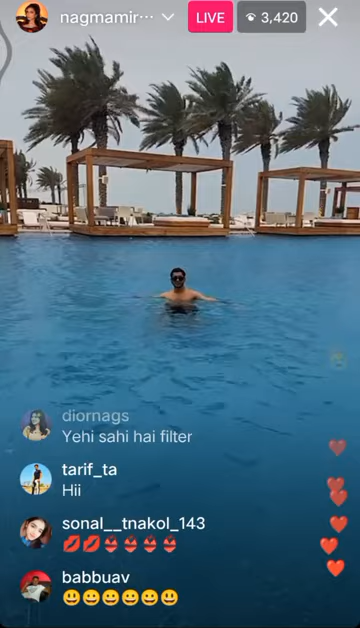 nagmamir...
LIVE
3,420
diornags
Yehi sahi hai filter
tarif_ta
Hii
sonal__tnakol_143
💋💋👙👙👙👙
babbuav
😃😃😃😃😃😃